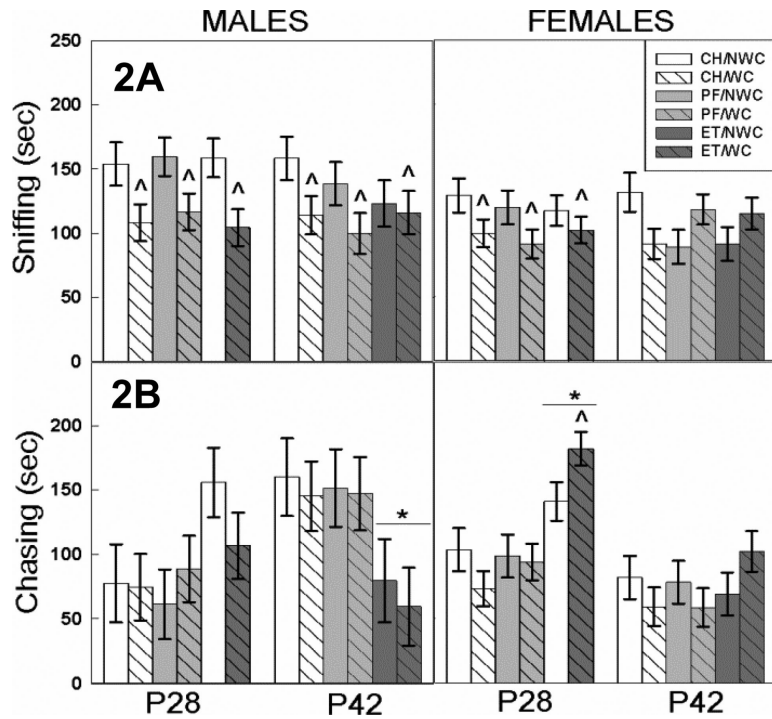 MALES FEMALES
250
200
150
100
50
0
Sniffing (sec)
2A
^ ^ ^ ^ ^ ^ ^ ^ ^
CH/NWC
CH/WC
PF/NWC
PF/WC
ET/NWC
ET/WC
200
150
100
50
0
Chasing (sec)
2B
*
*
^
P28 P42 P28 P42